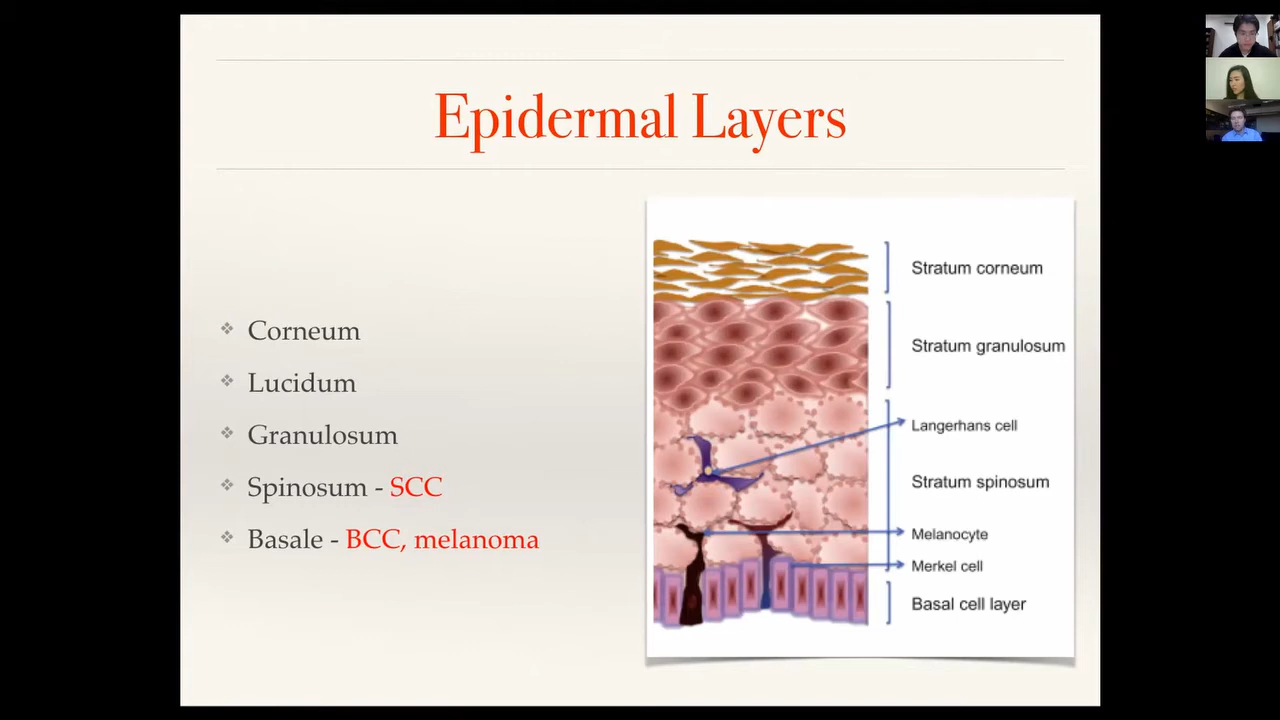 Epidermal Layers
Corneum
Lucidum
Granulosum
Spinosum - SCC
Basale - BCC, melanoma
Stratum corneum
Stratum granulosum
Langerhans cell
Stratum spinosum
Melanocyte
Merkel cell
Basal cell layer